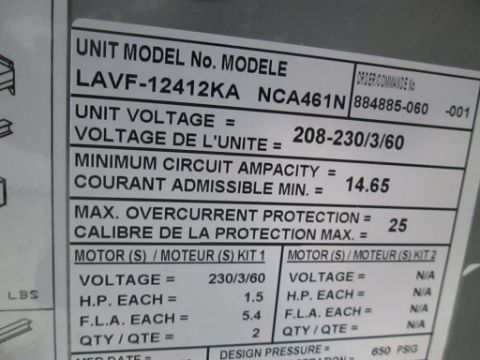 UNIT MODEL No. MODELE
LAVF-12412KA NCA461N
ORDER/COMMANDE No
884885-060 -001
UNIT VOLTAGE =
VOLTAGE DE L'UNITE = 208-230/3/60
MINIMUM CIRCUIT AMPACITY =
COURANT ADMISSIBLE MIN. = 14.65
MAX. OVERCURRENT PROTECTION =
CALIBRE DE LA PROTECTION MAX. = 25
MOTOR (S) / MOTEUR (S) KIT 1
VOLTAGE = 230/3/60
H.P. EACH = 1.5
F.L.A. EACH = 5.4
QTY / QTE = 2
MOTOR (S) / MOTEUR (S) KIT 2
VOLTAGE = N/A
H.P. EACH = N/A
F.L.A. EACH = N/A
QTY / QTE = N/A
LBS
DESIGN PRESSURE = 650 PSIG